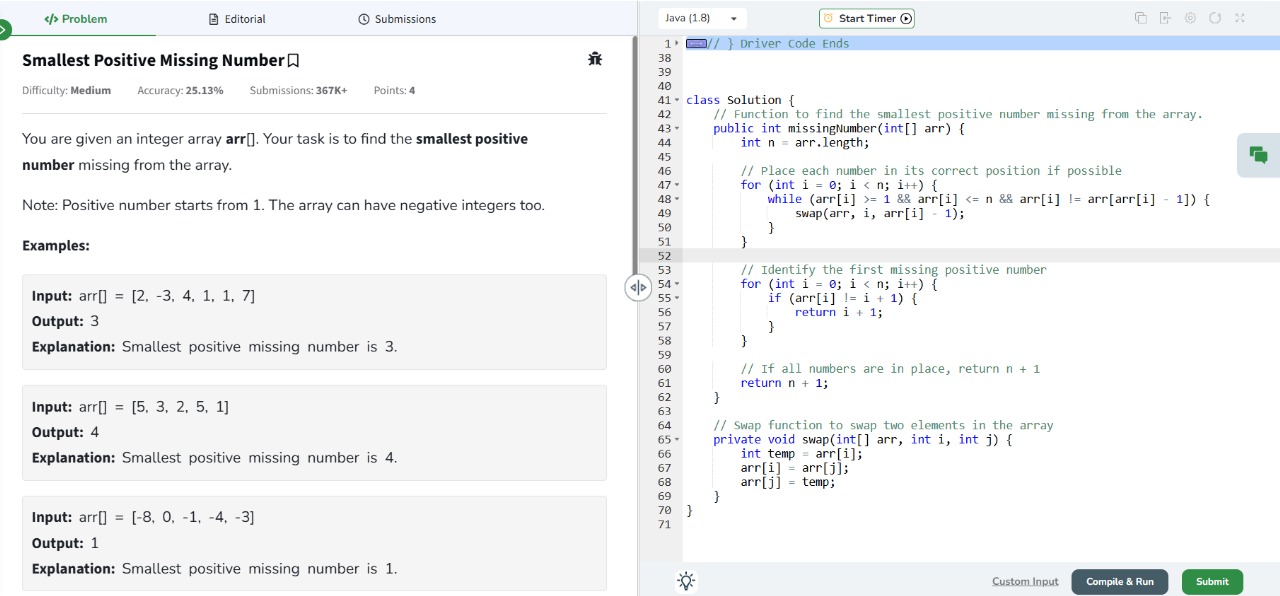 </> Problem
Editorial
Submissions
Smallest Positive Missing Number
Difficulty: Medium Accuracy: 25.13% Submissions: 367K+ Points: 4
You are given an integer array arr[]. Your task is to find the smallest positive
number missing from the array.
Note: Positive number starts from 1. The array can have negative integers too.
Examples:
Input: arr[] = [2, -3, 4, 1, 1, 7]
Output: 3
Explanation: Smallest positive missing number is 3.
Input: arr[] = [5, 3, 2, 5, 1]
Output: 4
Explanation: Smallest positive missing number is 4.
Input: arr[] = [-8, 0, -1, -4, -3]
Output: 1
Explanation: Smallest positive missing number is 1.
Java (1.8)
Start Timer
1 // } Driver Code Ends
38
39
40
41 class Solution {
42 // Function to find the smallest positive number missing from the array.
43 public int missingNumber(int[] arr) {
44 int n = arr.length;
45
46 // Place each number in its correct position if possible
47 for (int i = 0; i < n; i++) {
48 while (arr[i] >= 1 && arr[i] <= n && arr[i] != arr[arr[i] - 1]) {
49 swap(arr, i, arr[i] - 1);
50 }
51 }
52
53 // Identify the first missing positive number
54 for (int i = 0; i < n; i++) {
55 if (arr[i] != i + 1) {
56 return i + 1;
57 }
58 }
59
60 // If all numbers are in place, return n + 1
61 return n + 1;
62 }
63
64 // Swap function to swap two elements in the array
65 private void swap(int[] arr, int i, int j) {
66 int temp = arr[i];
67 arr[i] = arr[j];
68 arr[j] = temp;
69 }
70 }
71
Custom Input
Compile & Run
Submit